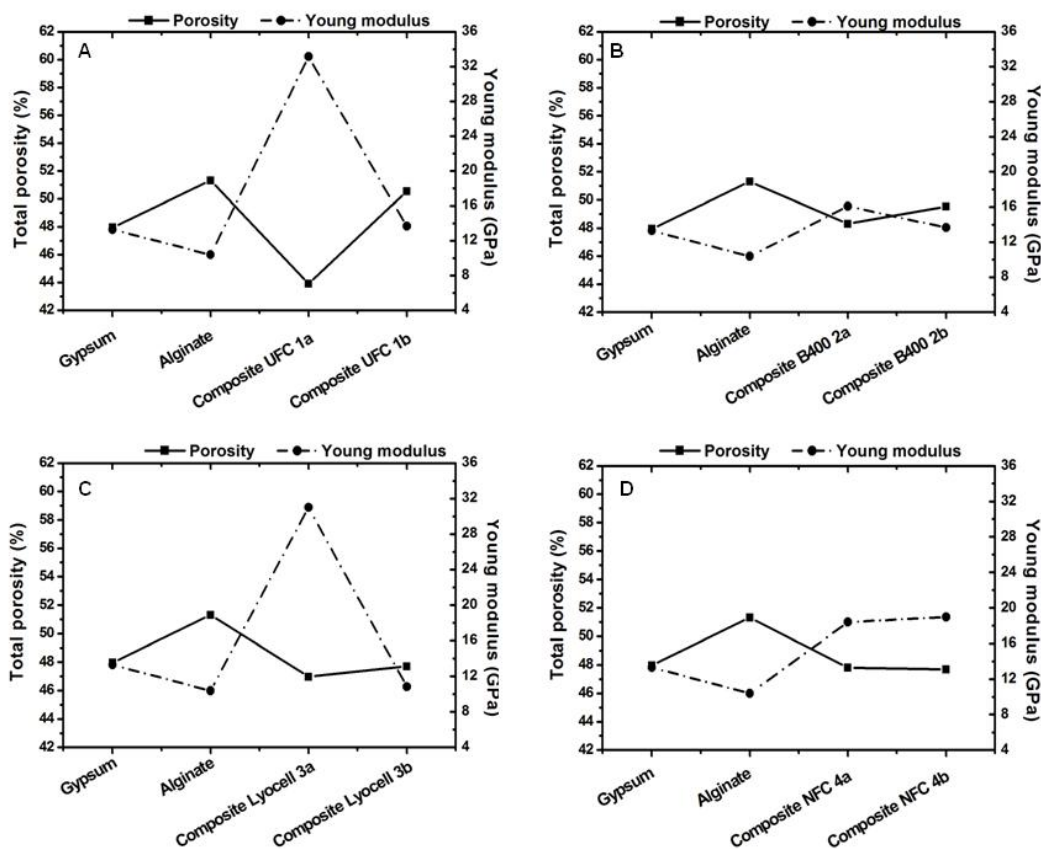 Porosity Young modulus
A
Total porosity (%)
62
60
58
56
54
52
50
48
46
44
42
36
32
28
24
20
16
12
8
4
Young modulus (GPa)
Gypsum
Alginate
Composite UFC 1a
Composite UFC 1b
Porosity Young modulus
B
Total porosity (%)
62
60
58
56
54
52
50
48
46
44
42
36
32
28
24
20
16
12
8
4
Young modulus (GPa)
Gypsum
Alginate
Composite B400 2a
Composite B400 2b
Porosity Young modulus
C
Total porosity (%)
62
60
58
56
54
52
50
48
46
44
42
36
32
28
24
20
16
12
8
4
Young modulus (GPa)
Gypsum
Alginate
Composite Lyocell 3a
Composite Lyocell 3b
Porosity Young modulus
D
Total porosity (%)
62
60
58
56
54
52
50
48
46
44
42
36
32
28
24
20
16
12
8
4
Young modulus (GPa)
Gypsum
Alginate
Composite NFC 4a
Composite NFC 4b